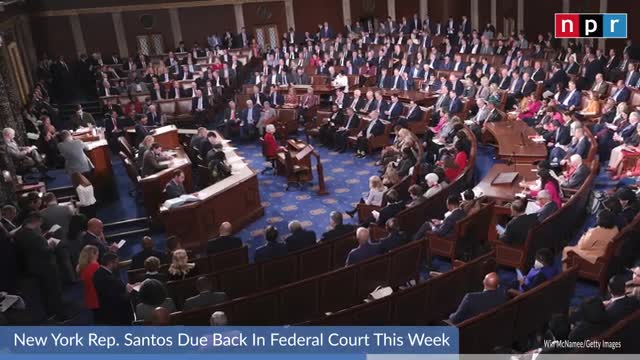 npr
New York Rep. Santos Due Back In Federal Court This Week
Win McNamee/Getty Images